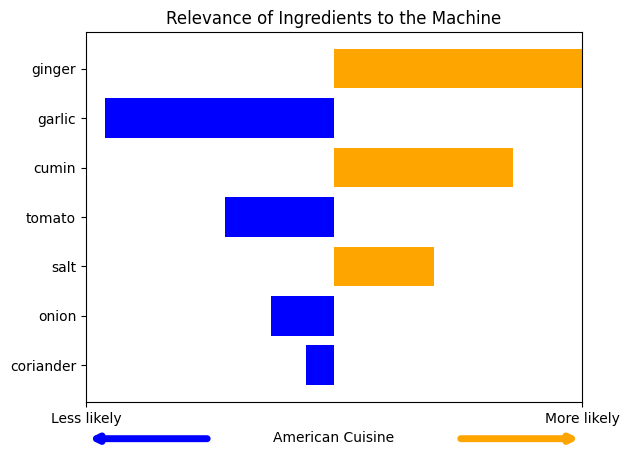 Relevance of Ingredients to the Machine
ginger
garlic
cumin
tomato
salt
onion
coriander
Less likely More likely
American Cuisine